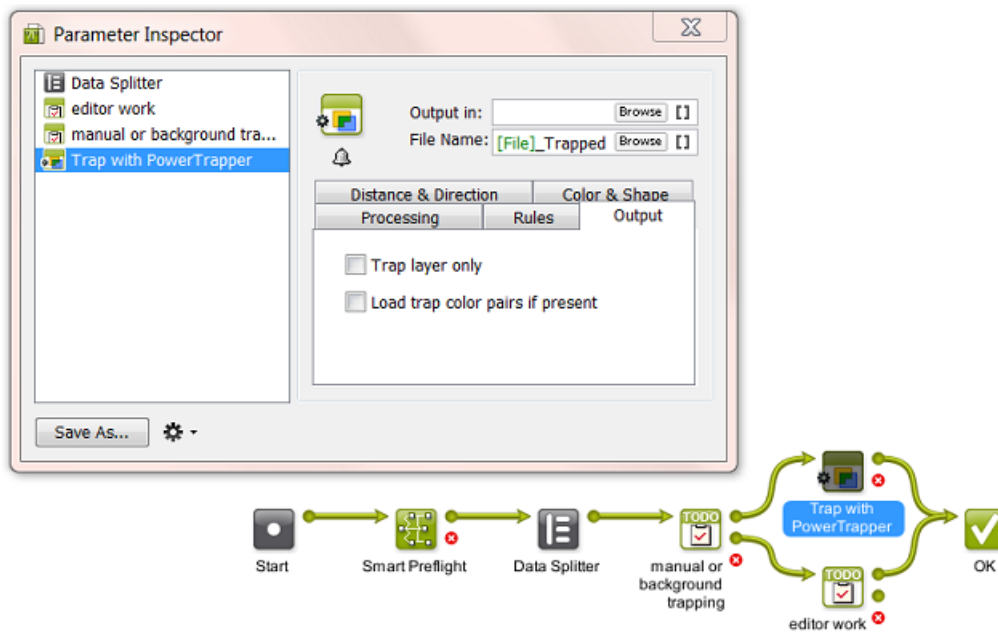 Parameter Inspector
Data Splitter
editor work
manual or background tra...
Trap with PowerTrapper
Output in:
Browse
[]
File Name:
[File]_Trapped
Browse
[]
Distance & Direction
Color & Shape
Processing
Rules
Output
Trap layer only
Load trap color pairs if present
Save As...
TODO
Trap with
PowerTrapper
Start
Smart Preflight
Data Splitter
manual or
background
trapping
TODO
editor work
OK